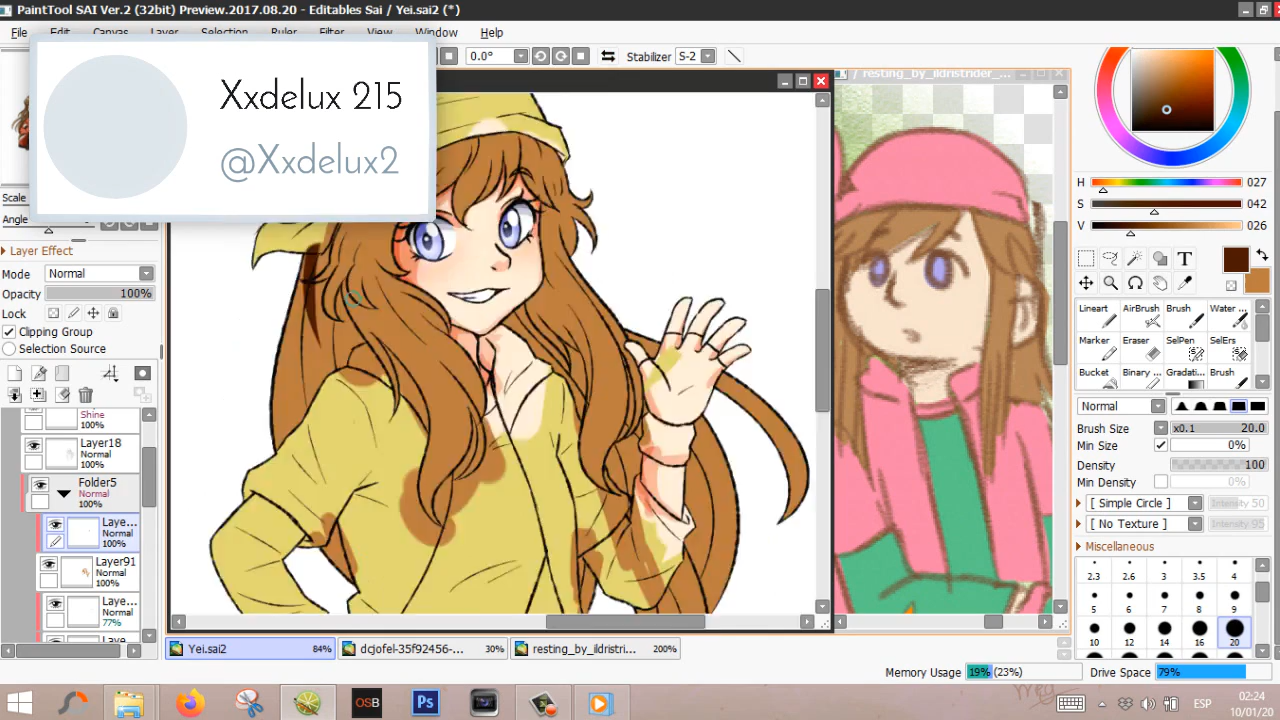 PaintTool SAI Ver.2 (32bit) Preview.2017.08.20 - Editables Sai / Yei.sai2 (*)
File Edit Canvas Layer Selection Ruler Filter View Window Help
0.0° Stabilizer S-2
Xxdelux 215
@Xxdelux2
/ resting_by_ildristrider_...
Scale
Angle
Layer Effect
Mode Normal
Opacity 100%
Lock
Clipping Group
Selection Source
Shine
100%
Layer18
Normal
100%
Folder5
Normal
100%
Laye...
Normal
100%
Layer91
Normal
100%
Laye...
Normal
77%
Laye
H 027
S 042
V 026
T
Lineart AirBrush Brush Water ...
Marker Eraser SelPen SelErs
Bucket Binary ... Gradati... Brush
Normal
Brush Size x0.1 20.0
Min Size 0%
Density 100
Min Density 0%
[ Simple Circle ] Intensity 50
[ No Texture ] Intensity 95
Miscellaneous
2.3 2.6 3 3.5 4
5 6 7 8 9
10 12 14 16 20
Yei.sai2 84% dcjofel-35f92456-... 30% resting_by_ildristri... 200%
Memory Usage 19% (23%) Drive Space 79%
OSB Ps ESP 02:24
10/01/20